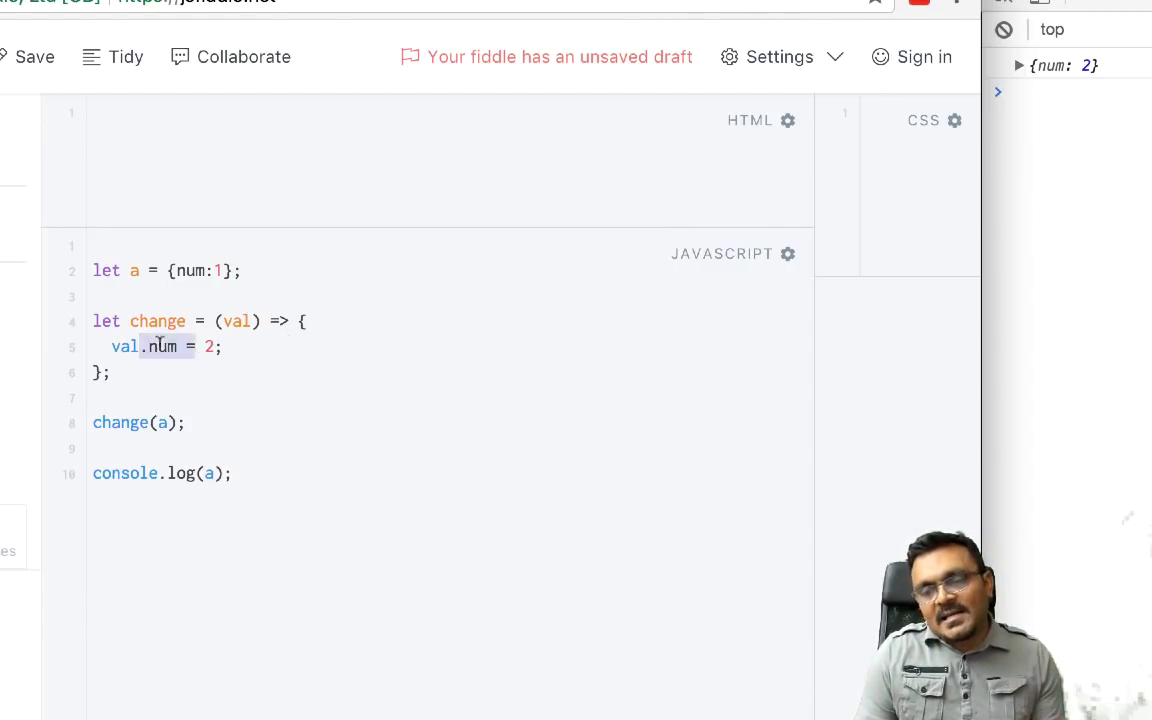 Save
Tidy
Collaborate
Your fiddle has an unsaved draft
Settings
Sign in
top
{num: 2}
1
HTML
1
CSS
JAVASCRIPT
1
2 let a = {num:1};
3
4 let change = (val) => {
5 val.num = 2;
6 };
7
8 change(a);
9
10 console.log(a);
es